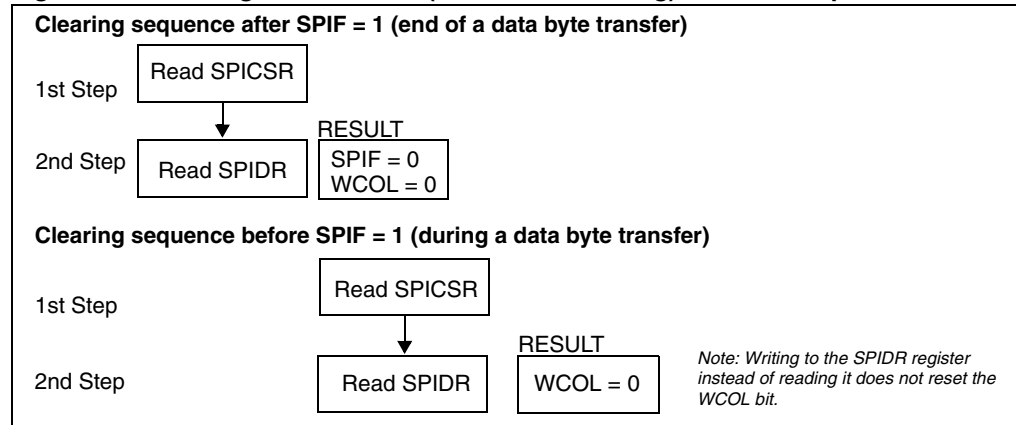 Clearing sequence after SPIF = 1 (end of a data byte transfer)
1st Step
Read SPICSR
RESULT
2nd Step
Read SPIDR
SPIF = 0
WCOL = 0
Clearing sequence before SPIF = 1 (during a data byte transfer)
1st Step
Read SPICSR
RESULT
2nd Step
Read SPIDR
WCOL = 0
Note: Writing to the SPIDR register
instead of reading it does not reset the
WCOL bit.